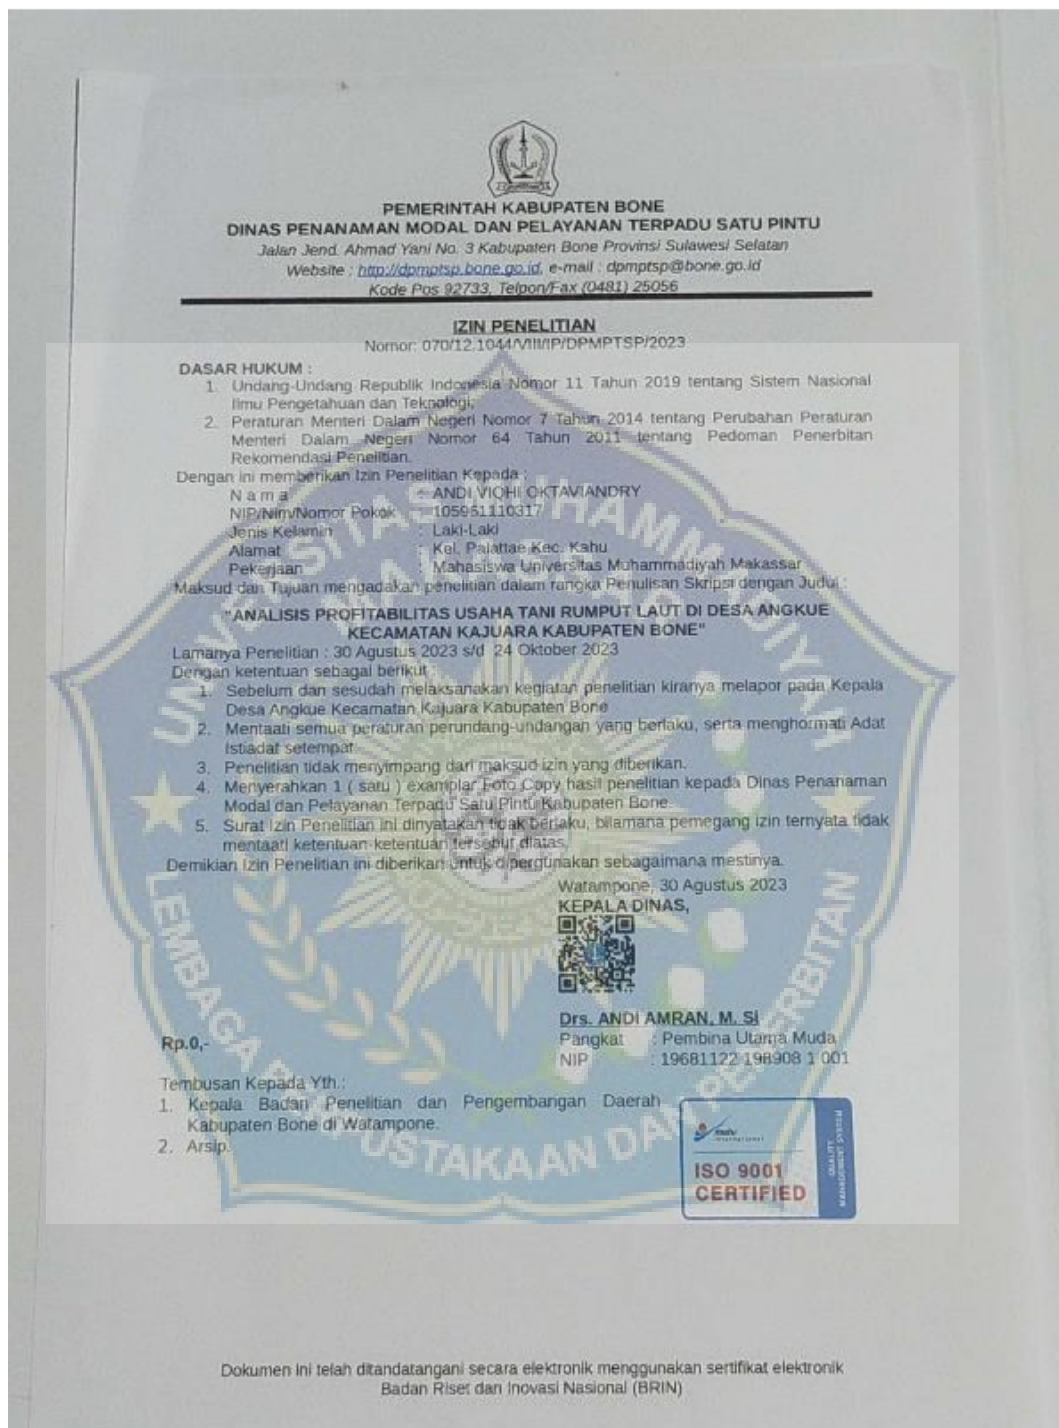 PEMERINTAH KABUPATEN BONE
DINAS PENANAMAN MODAL DAN PELAYANAN TERPADU SATU PINTU
Jalan Jend. Ahmad Yani No. 3 Kabupaten Bone Provinsi Sulawesi Selatan
Website : http://dpmptsp.bone.go.id, e-mail : dpmptsp@bone.go.id
Kode Pos 92733, Telpon/Fax (0481) 25056
IZIN PENELITIAN
Nomor: 070/12.1044/VIII/IP/DPMPTSP/2023
DASAR HUKUM :
1. Undang-Undang Republik Indonesia Nomor 11 Tahun 2019 tentang Sistem Nasional
Ilmu Pengetahuan dan Teknologi;
2. Peraturan Menteri Dalam Negeri Nomor 7 Tahun 2014 tentang Perubahan Peraturan
Menteri Dalam Negeri Nomor 64 Tahun 2011 tentang Pedoman Penerbitan
Rekomendasi Penelitian.
Dengan ini memberikan Izin Penelitian Kepada :
N a m a : ANDI VIQHI OKTAVIANDRY
NIP/Nim/Nomor Pokok : 105961110317
Jenis Kelamin : Laki-Laki
Alamat : Kel. Palattae Kec. Kahu
Pekerjaan : Mahasiswa Universitas Muhammadiyah Makassar
Maksud dan Tujuan mengadakan penelitian dalam rangka Penulisan Skripsi dengan Judul :
"ANALISIS PROFITABILITAS USAHA TANI RUMPUT LAUT DI DESA ANGKUE
KECAMATAN KAJUARA KABUPATEN BONE"
Lamanya Penelitian : 30 Agustus 2023 s/d 24 Oktober 2023
Dengan ketentuan sebagai berikut :
1. Sebelum dan sesudah melaksanakan kegiatan penelitian kiranya melapor pada Kepala
Desa Angkue Kecamatan Kajuara Kabupaten Bone
2. Mentaati semua peraturan perundang-undangan yang berlaku, serta menghormati Adat
Istiadat setempat.
3. Penelitian tidak menyimpang dari maksud izin yang diberikan.
4. Menyerahkan 1 ( satu ) examplar Foto Copy hasil penelitian kepada Dinas Penanaman
Modal dan Pelayanan Terpadu Satu Pintu Kabupaten Bone.
5. Surat Izin Penelitian ini dinyatakan tidak berlaku, bilamana pemegang izin ternyata tidak
mentaati ketentuan-ketentuan tersebut diatas.
Demikian Izin Penelitian ini diberikan untuk dipergunakan sebagaimana mestinya.
Watampone, 30 Agustus 2023
KEPALA DINAS,
Drs. ANDI AMRAN, M. Si
Pangkat : Pembina Utama Muda
NIP : 19681122 198908 1 001
Rp.0,-
Tembusan Kepada Yth.:
1. Kepala Badan Penelitian dan Pengembangan Daerah
Kabupaten Bone di Watampone.
2. Arsip.
ISO 9001
CERTIFIED
QUALITY
MANAGEMENT SYSTEM
UNIVERSITAS MUHAMMADIYAH
LEMBAGA PERPUSTAKAAN DAN PENERBITAN
Dokumen ini telah ditandatangani secara elektronik menggunakan sertifikat elektronik
Badan Riset dan Inovasi Nasional (BRIN)